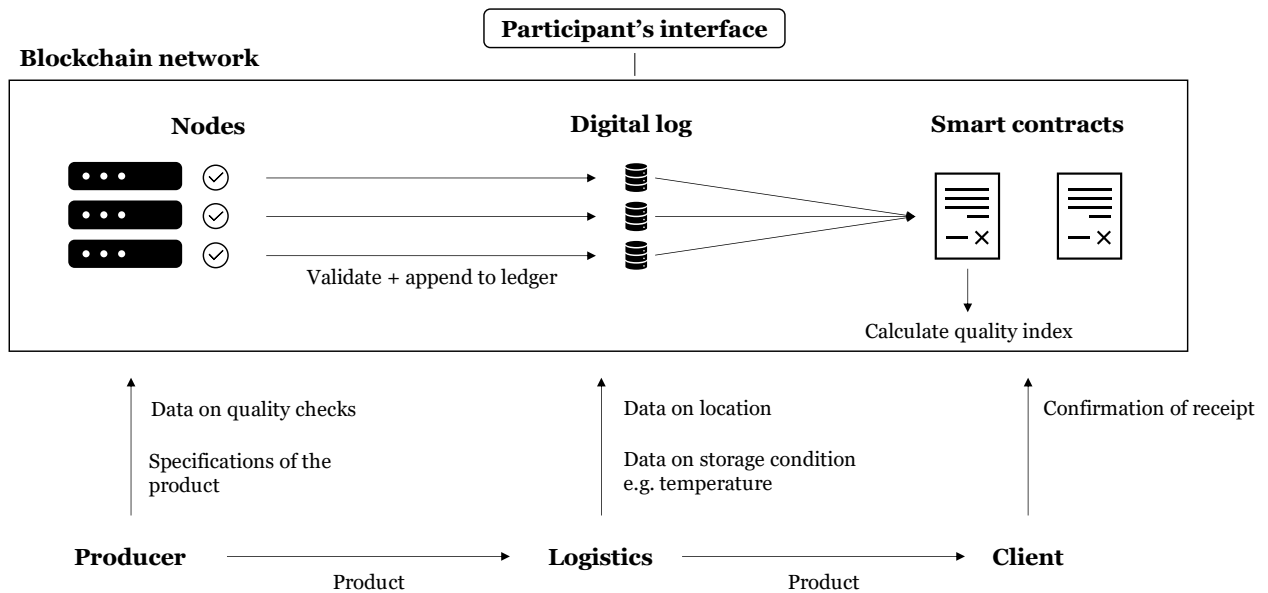 Participant’s interface
Blockchain network
Nodes
Digital log
Smart contracts
Validate + append to ledger
Calculate quality index
Data on quality checks
Specifications of the
product
Data on location
Data on storage condition
e.g. temperature
Confirmation of receipt
Producer
Product
Logistics
Product
Client